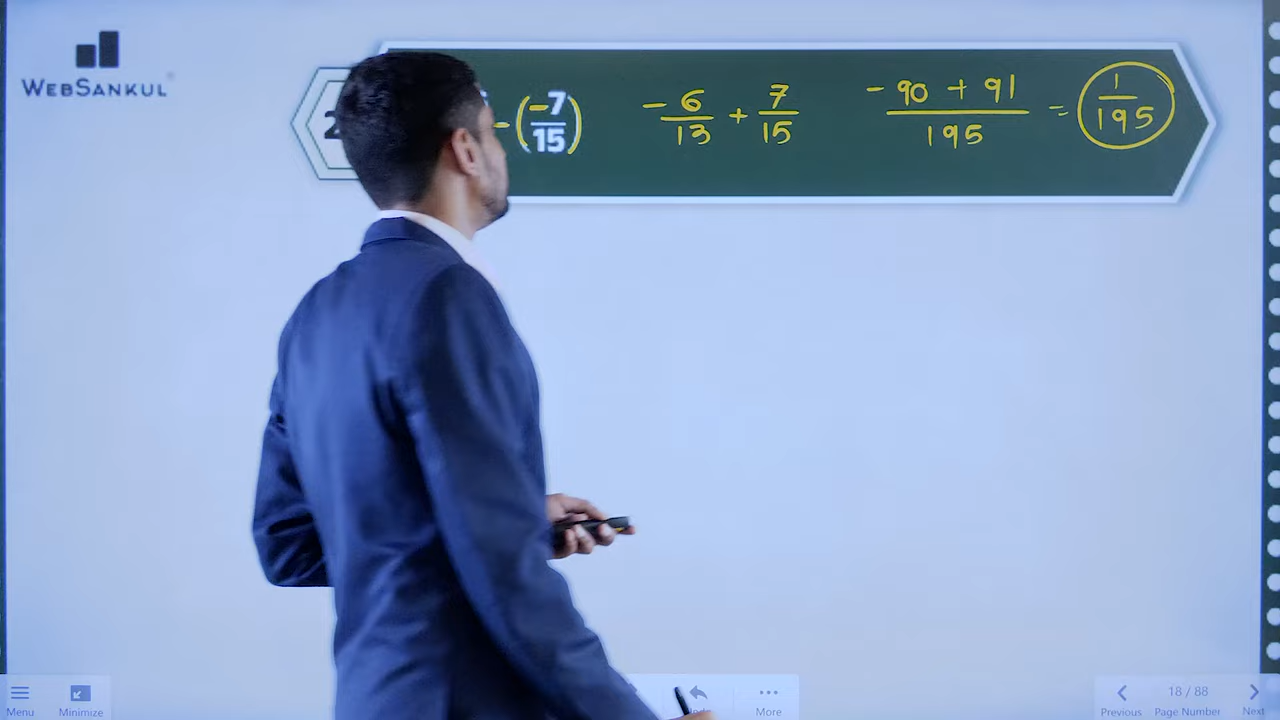 WEBSANKUL
2 - (-7/15) -6/13 + 7/15 -90 + 91/195 = 1/195
Menu
Minimize
More
Previous
18 / 88
Page Number
Next